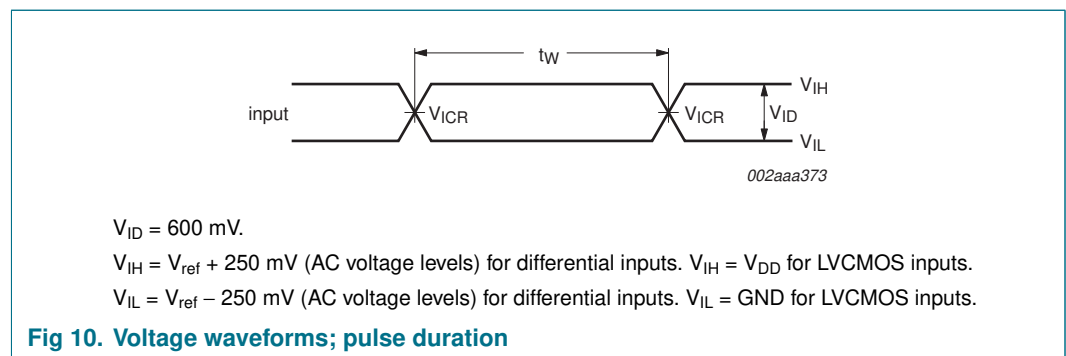 tW
VIH
input
VICR
VICR
VID
VIL
002aaa373
VID = 600 mV.
VIH = Vref + 250 mV (AC voltage levels) for differential inputs. VIH = VDD for LVCMOS inputs.
VIL = Vref − 250 mV (AC voltage levels) for differential inputs. VIL = GND for LVCMOS inputs.
Fig 10. Voltage waveforms; pulse duration